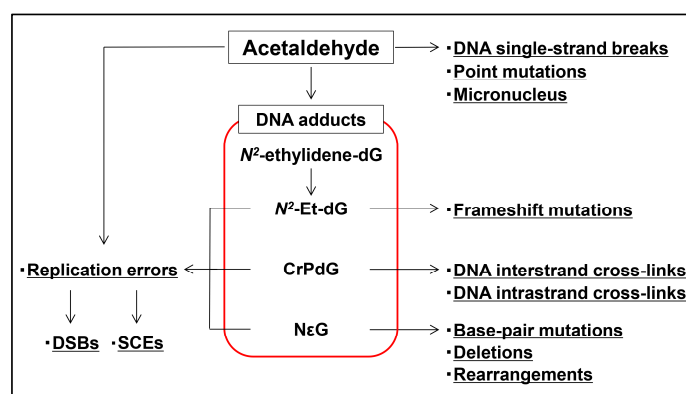 Acetaldehyde
・DNA single-strand breaks
・Point mutations
・Micronucleus
DNA adducts
N²-ethylidene-dG
N²-Et-dG
・Frameshift mutations
・Replication errors
CrPdG
・DNA interstrand cross-links
・DNA intrastrand cross-links
・DSBs
・SCEs
NεG
・Base-pair mutations
・Deletions
・Rearrangements